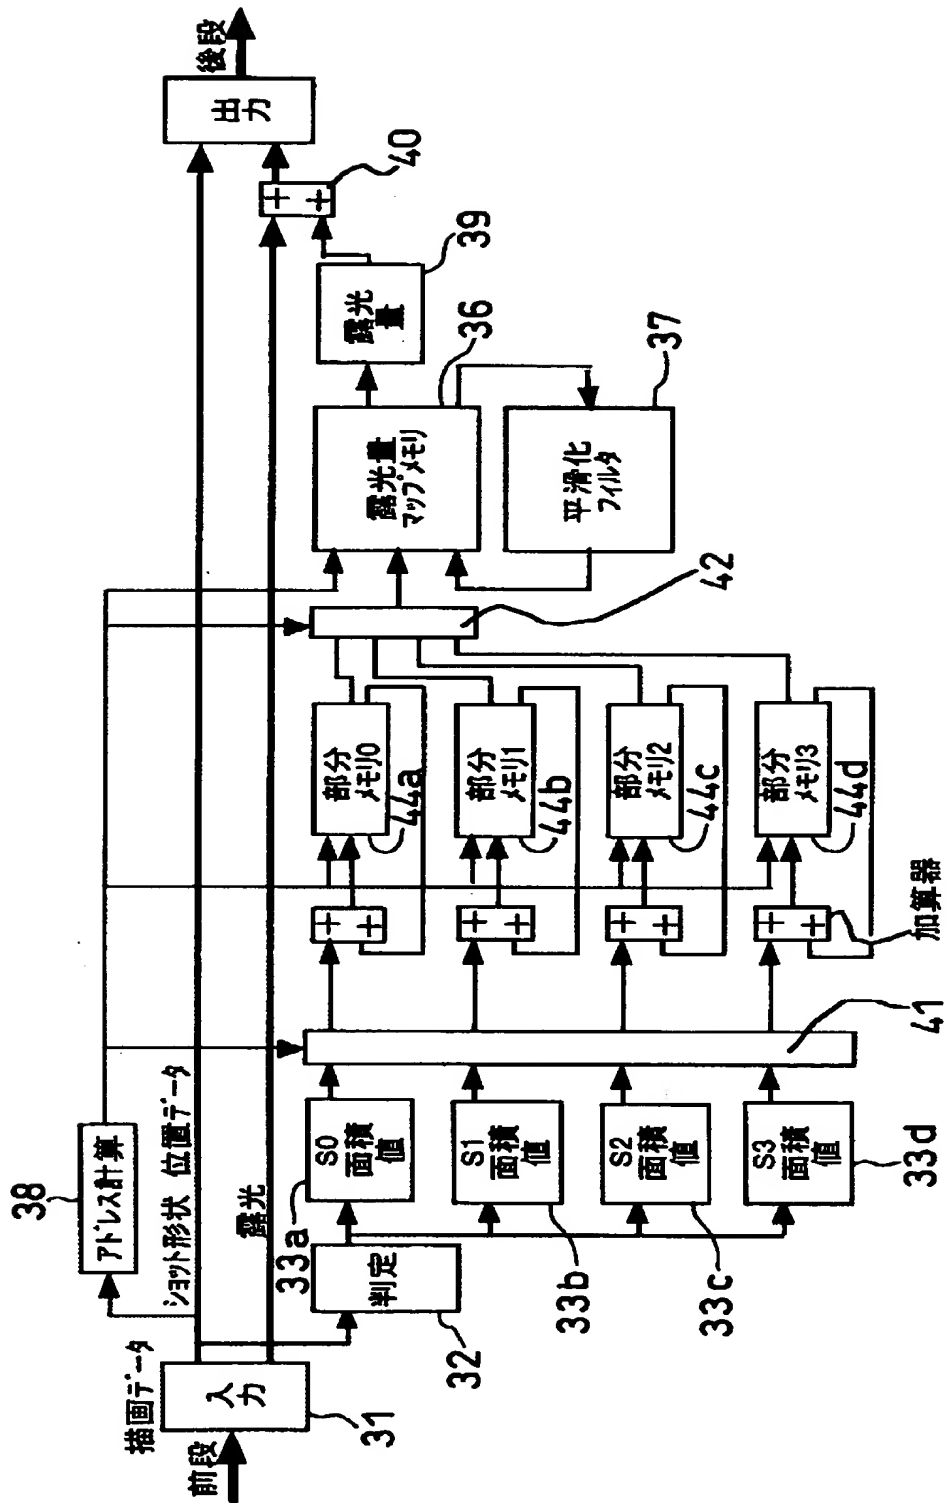 前段
描画データ
入力
31
38
アドレス計算
ショット形状 位置データ
露光
判定
32
33a
S0
面積
値
S1
面積
値
33b
S2
面積
値
33c
S3
面積
値
33d
41
+
+
+
+
+
+
+
+
加算器
部分
メモリ0
44a
部分
メモリ1
44b
部分
メモリ2
44c
部分
メモリ3
44d
42
露光量
マップメモリ
36
平滑化
フィルタ
37
露光
量
39
+
+
40
出力
後段